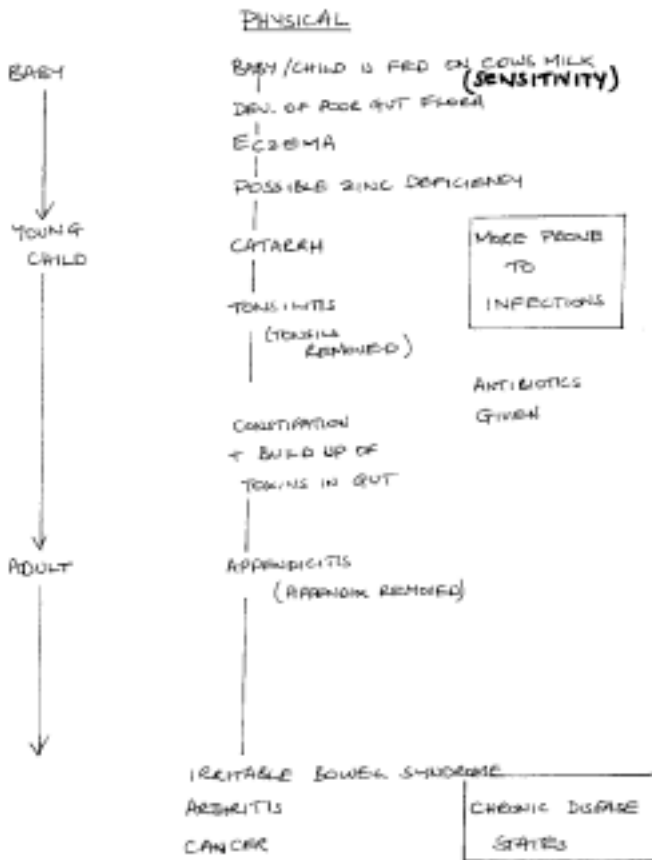 PHYSICAL
BABY
BABY/CHILD IS FED ON COWS MILK
(SENSITIVITY)
DEV. OF POOR GUT FLORA
ECZEMA
POSSIBLE ZINC DEFICIENCY
YOUNG
CHILD
CATARRH
MORE PRONE
TO
INFECTIONS
TONSILITIS
(TONSILS
REMOVED)
ANTIBIOTICS
GIVEN
CONSTIPATION
+ BUILD UP OF
TOXINS IN GUT
ADULT
APPENDICITIS
(APPENDIX REMOVED)
IRRITABLE BOWEL SYNDROME
ARTHRITIS
CANCER
CHRONIC DISEASE
STATES